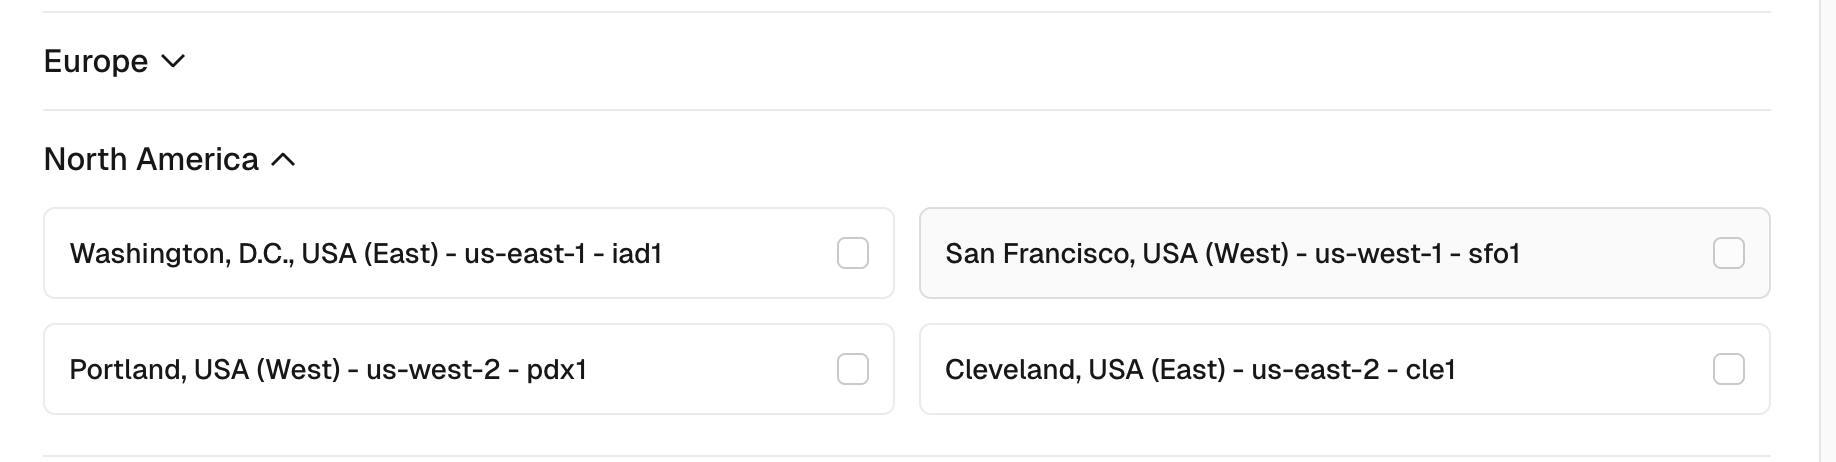 Europe
North America
Washington, D.C., USA (East) - us-east-1 - iad1
San Francisco, USA (West) - us-west-1 - sfo1
Portland, USA (West) - us-west-2 - pdx1
Cleveland, USA (East) - us-east-2 - cle1